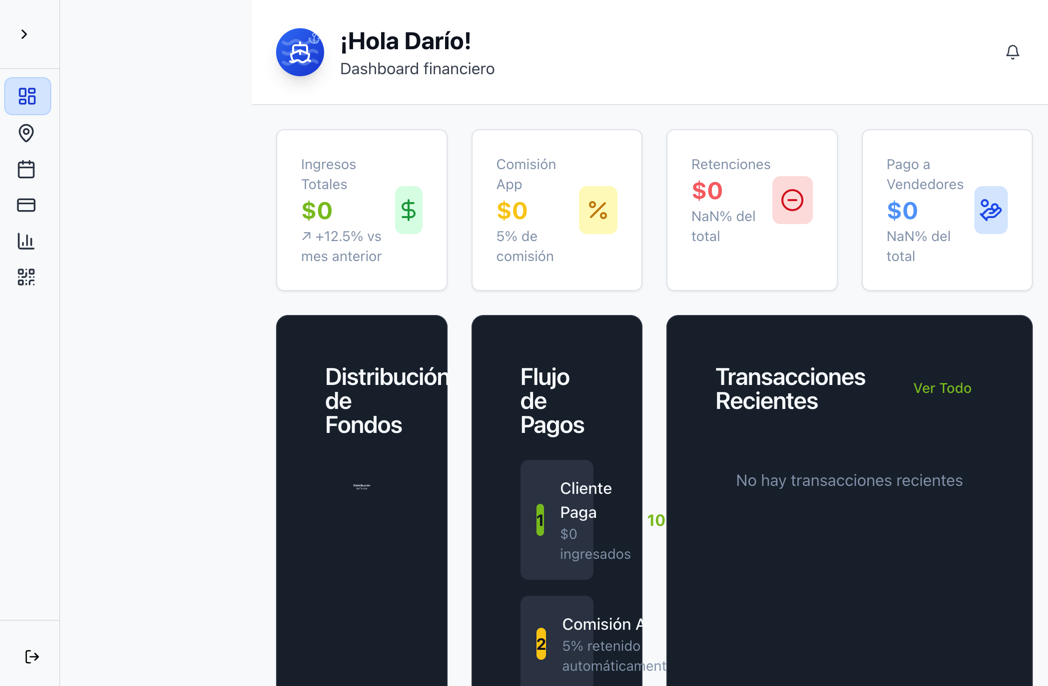 ¡Hola Darío!
Dashboard financiero
Ingresos
Totales
$0
↗ +12.5% vs
mes anterior
Comisión
App
$0
5% de
comisión
Retenciones
$0
NaN% del
total
Pago a
Vendedores
$0
NaN% del
total
Distribución
de
Fondos
Flujo
de
Pagos
1
Cliente
Paga
$0
ingresados
10
2
Comisión A
5% retenido
automáticament
Transacciones
Recientes
Ver Todo
No hay transacciones recientes